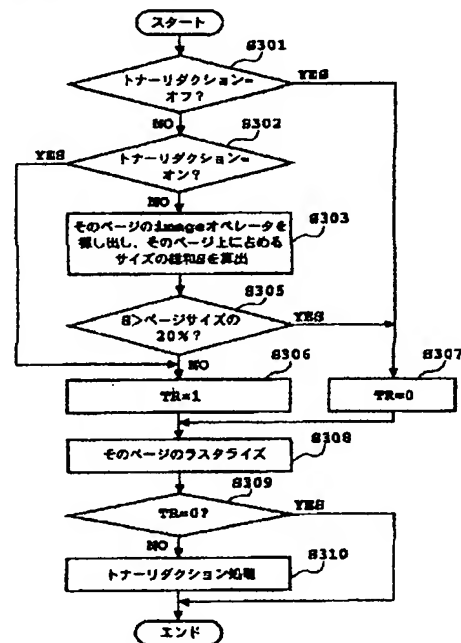 スタート
S301
トナーリダクション=
オフ?
YES
NO
S302
YES
トナーリダクション=
オン?
NO
S303
そのページのimageオペレータを
探し出し、そのページ上に占める
サイズの総和Sを算出
S305
S>ページサイズの
20%?
YES
NO
S306
S307
TR=1
TR=0
S308
そのページのラスタライズ
S309
TR=0?
YES
NO
S310
トナーリダクション処理
エンド